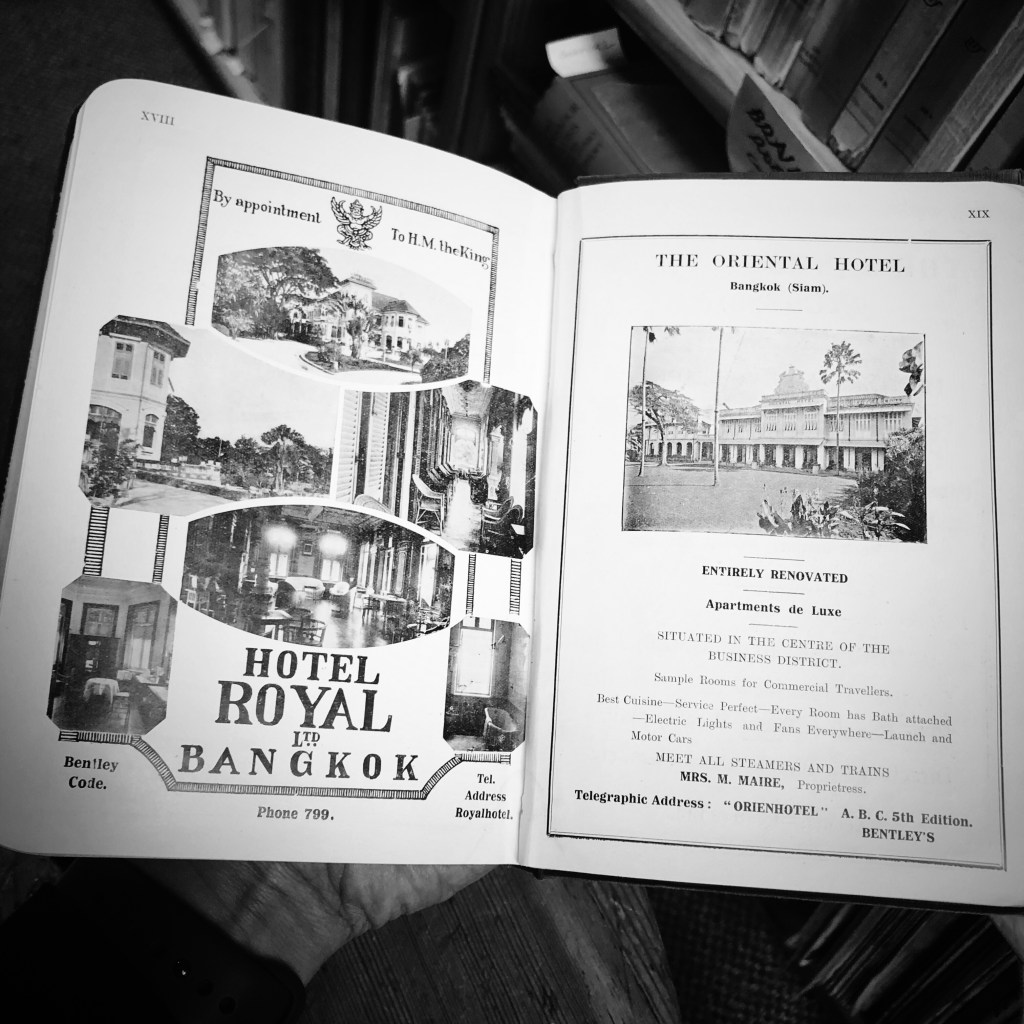 XVIII
By appointment To H.M. the King
HOTEL
ROYAL
LTD
BANGKOK
Bentley
Code.
Tel.
Address
Royalhotel.
Phone 799.
XIX
THE ORIENTAL HOTEL
Bangkok (Siam).
ENTIRELY RENOVATED
Apartments de Luxe
SITUATED IN THE CENTRE OF THE
BUSINESS DISTRICT.
Sample Rooms for Commercial Travellers.
Best Cuisine—Service Perfect—Every Room has Bath attached
—Electric Lights and Fans Everywhere—Launch and
Motor Cars
MEET ALL STEAMERS AND TRAINS
MRS. M. MAIRE, Proprietress.
Telegraphic Address: "ORIENHOTEL" A. B. C. 5th Edition.
BENTLEY'S